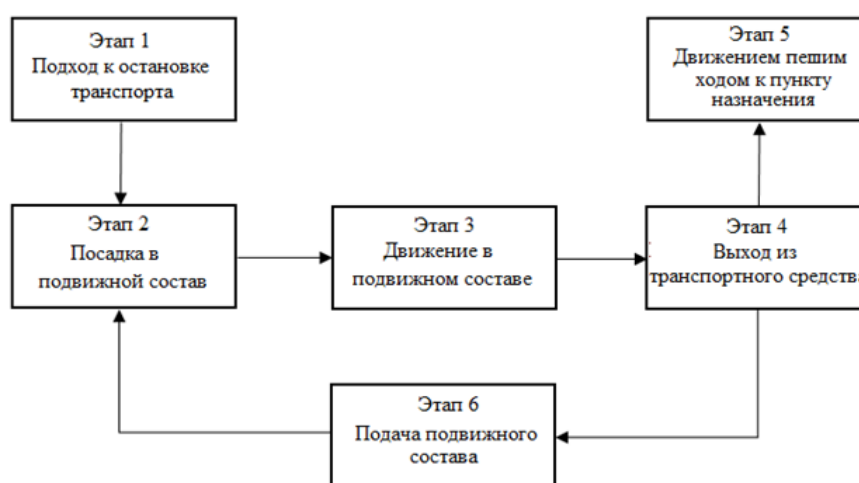 Этап 1
Подход к остановке
транспорта
Этап 5
Движением пешим
ходом к пункту
назначения
Этап 2
Посадка в
подвижной состав
Этап 3
Движение в
подвижном составе
Этап 4
Выход из
транспортного средства
Этап 6
Подача подвижного
состава